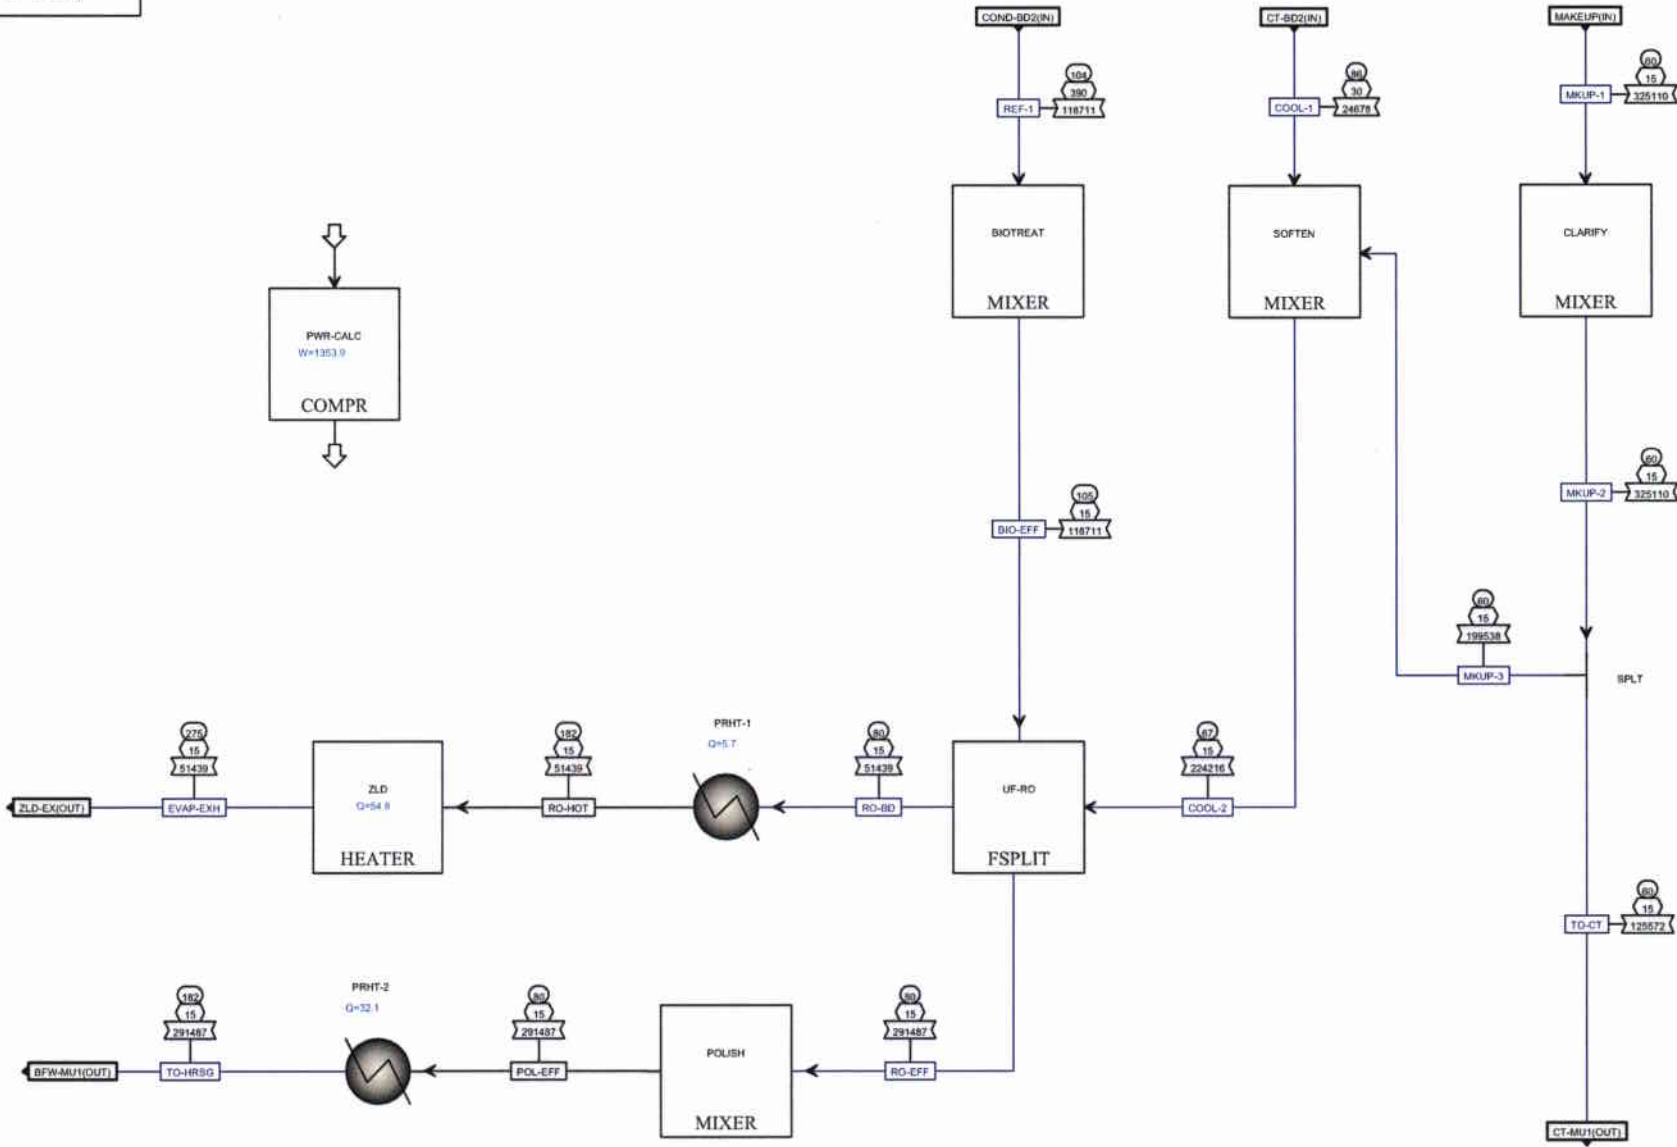 COND-BD2(IN)
CT-BD2(IN)
MAKEUP(IN)
104
390
REF-1
118711
86
30
COOL-1
24678
60
15
MKUP-1
325110
BIOTREAT
MIXER
SOFTEN
MIXER
CLARIFY
MIXER
PWR-CALC
W=1353.9
COMPR
105
15
BIO-EFF
118711
60
15
MKUP-2
325110
60
15
199538
MKUP-3
SPLT
275
15
51439
ZLD-EX(OUT)
EVAP-EXH
ZLD
Q=54.8
HEATER
182
15
51439
RO-HOT
PRHT-1
Q=5.7
80
15
51439
RO-BD
UF-RO
FSPLIT
67
15
224216
COOL-2
60
15
TO-CT
125572
182
15
291487
BFW-MU1(OUT)
TO-HRSG
PRHT-2
Q=32.1
80
15
291487
POL-EFF
POLISH
MIXER
80
15
291487
RO-EFF
CT-MU1(OUT)